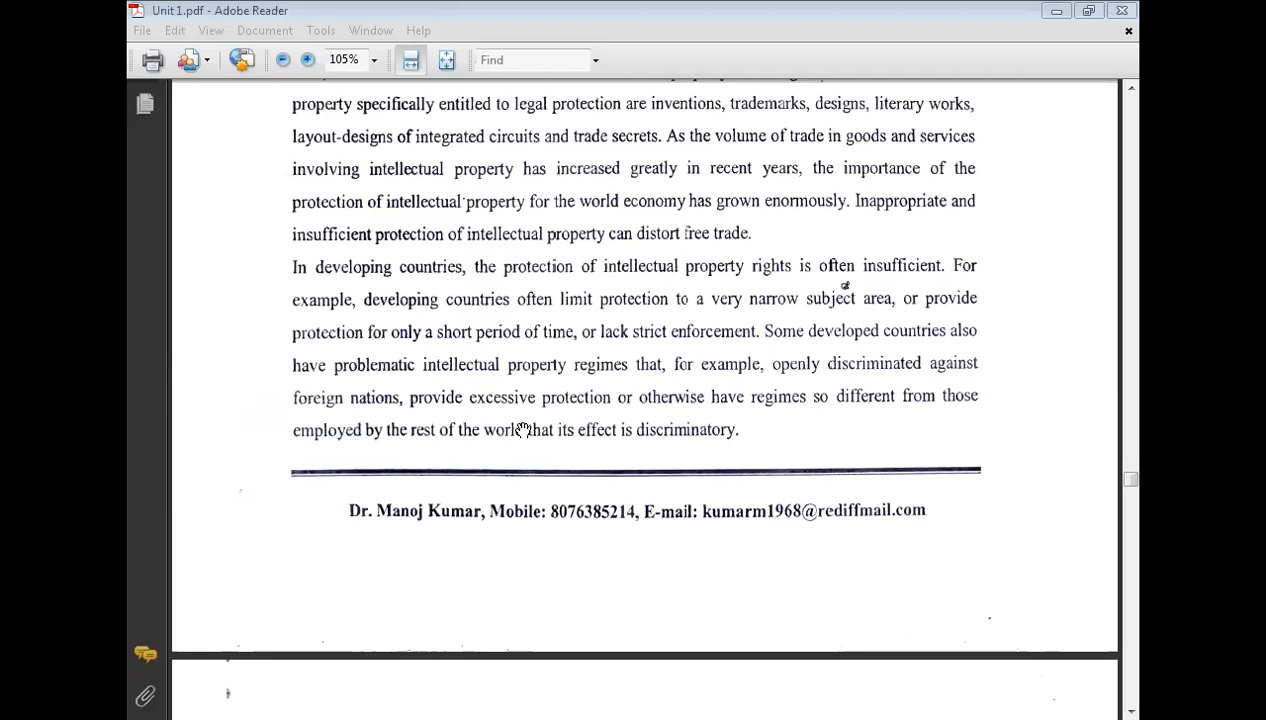 Unit 1.pdf - Adobe Reader
File Edit View Document Tools Window Help
105% Find
property specifically entitled to legal protection are inventions, trademarks, designs, literary works,
layout-designs of integrated circuits and trade secrets. As the volume of trade in goods and services
involving intellectual property has increased greatly in recent years, the importance of the
protection of intellectual property for the world economy has grown enormously. Inappropriate and
insufficient protection of intellectual property can distort free trade.
In developing countries, the protection of intellectual property rights is often insufficient. For
example, developing countries often limit protection to a very narrow subject area, or provide
protection for only a short period of time, or lack strict enforcement. Some developed countries also
have problematic intellectual property regimes that, for example, openly discriminated against
foreign nations, provide excessive protection or otherwise have regimes so different from those
employed by the rest of the world that its effect is discriminatory.
Dr. Manoj Kumar, Mobile: 8076385214, E-mail: kumarm1968@rediffmail.com